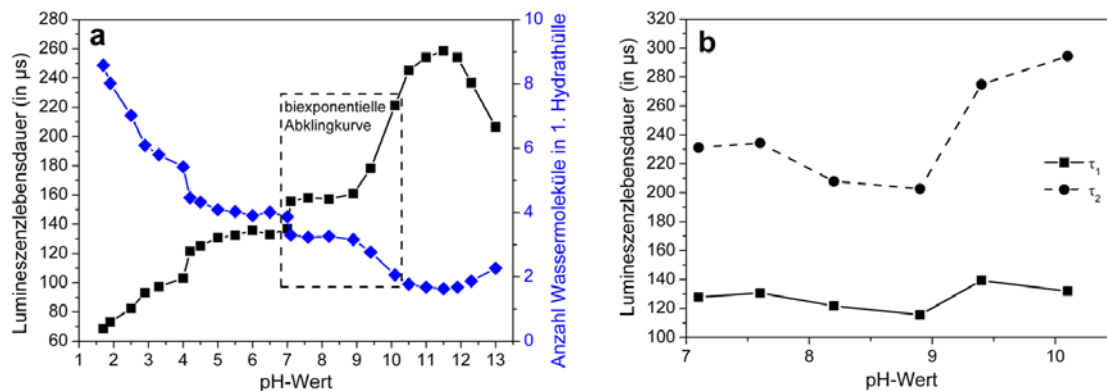 a
Lumineszenzlebensdauer (in µs)
280
260
240
220
200
180
160
140
120
100
80
60
biexponentielle
Abklingkurve
10
8
6
4
2
0
Anzahl Wassermoleküle in 1. Hydrathülle
1 2 3 4 5 6 7 8 9 10 11 12 13
pH-Wert
b
Lumineszenzlebensdauer (in µs)
320
300
280
260
240
220
200
180
160
140
120
100
τ1
τ2
7 8 9 10
pH-Wert